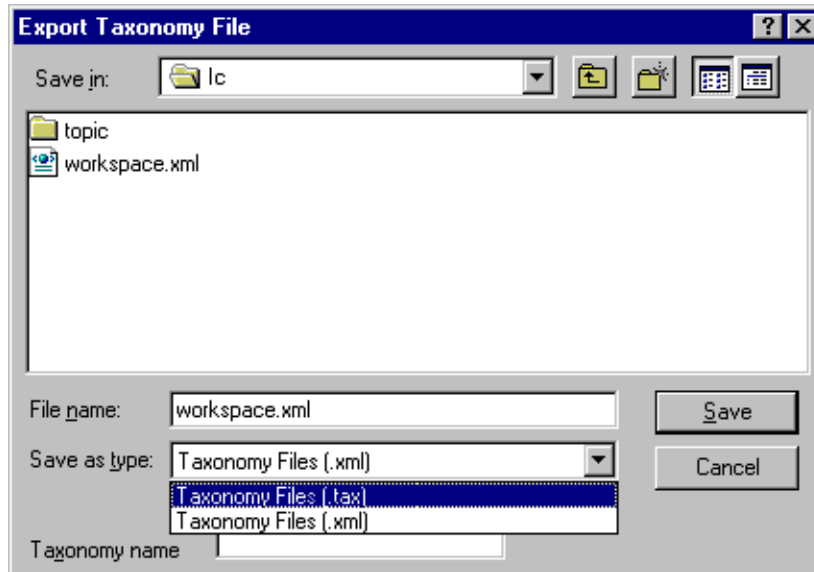 Export Taxonomy File
Save in: lc
topic
workspace.xml
File name: workspace.xml Save
Save as type: Taxonomy Files (.xml) Cancel
Taxonomy Files (.tax)
Taxonomy Files (.xml)
Taxonomy name